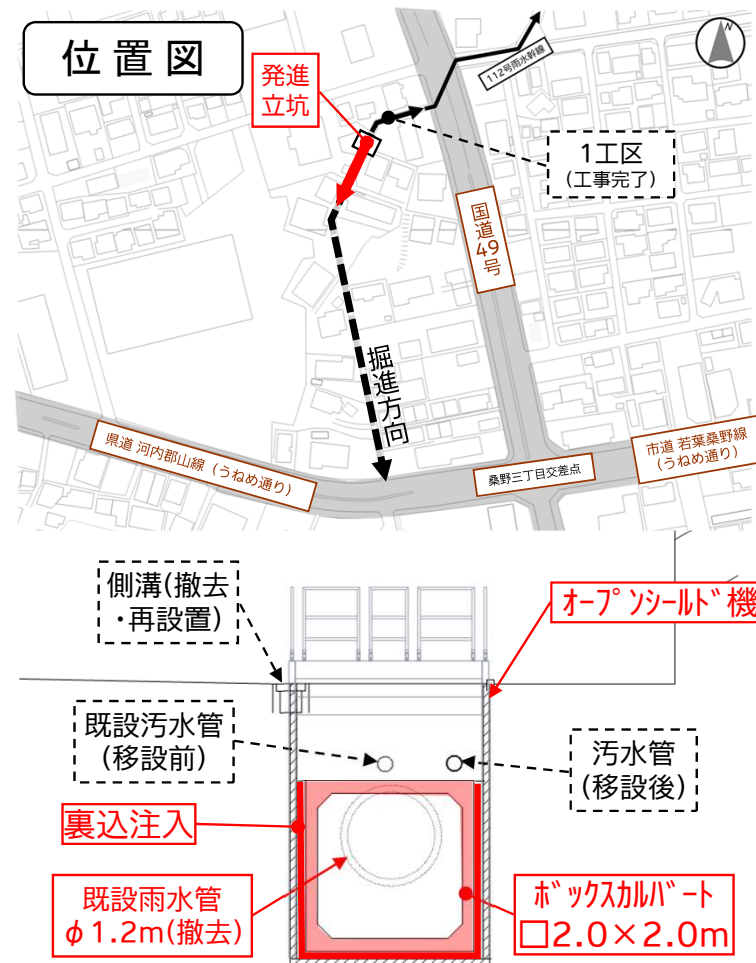 位置図
N
112号雨水幹線
発進
立坑
1工区
(工事完了)
国道49号
掘進方向
県道 河内郡山線（うねめ通り）
桑野三丁目交差点
市道 若葉桑野線
（うねめ通り）
側溝(撤去
・再設置)
オープンシールド機
既設汚水管
(移設前)
汚水管
(移設後)
裏込注入
既設雨水管
φ1.2m(撤去)
ボックスカルバート
□2.0×2.0m